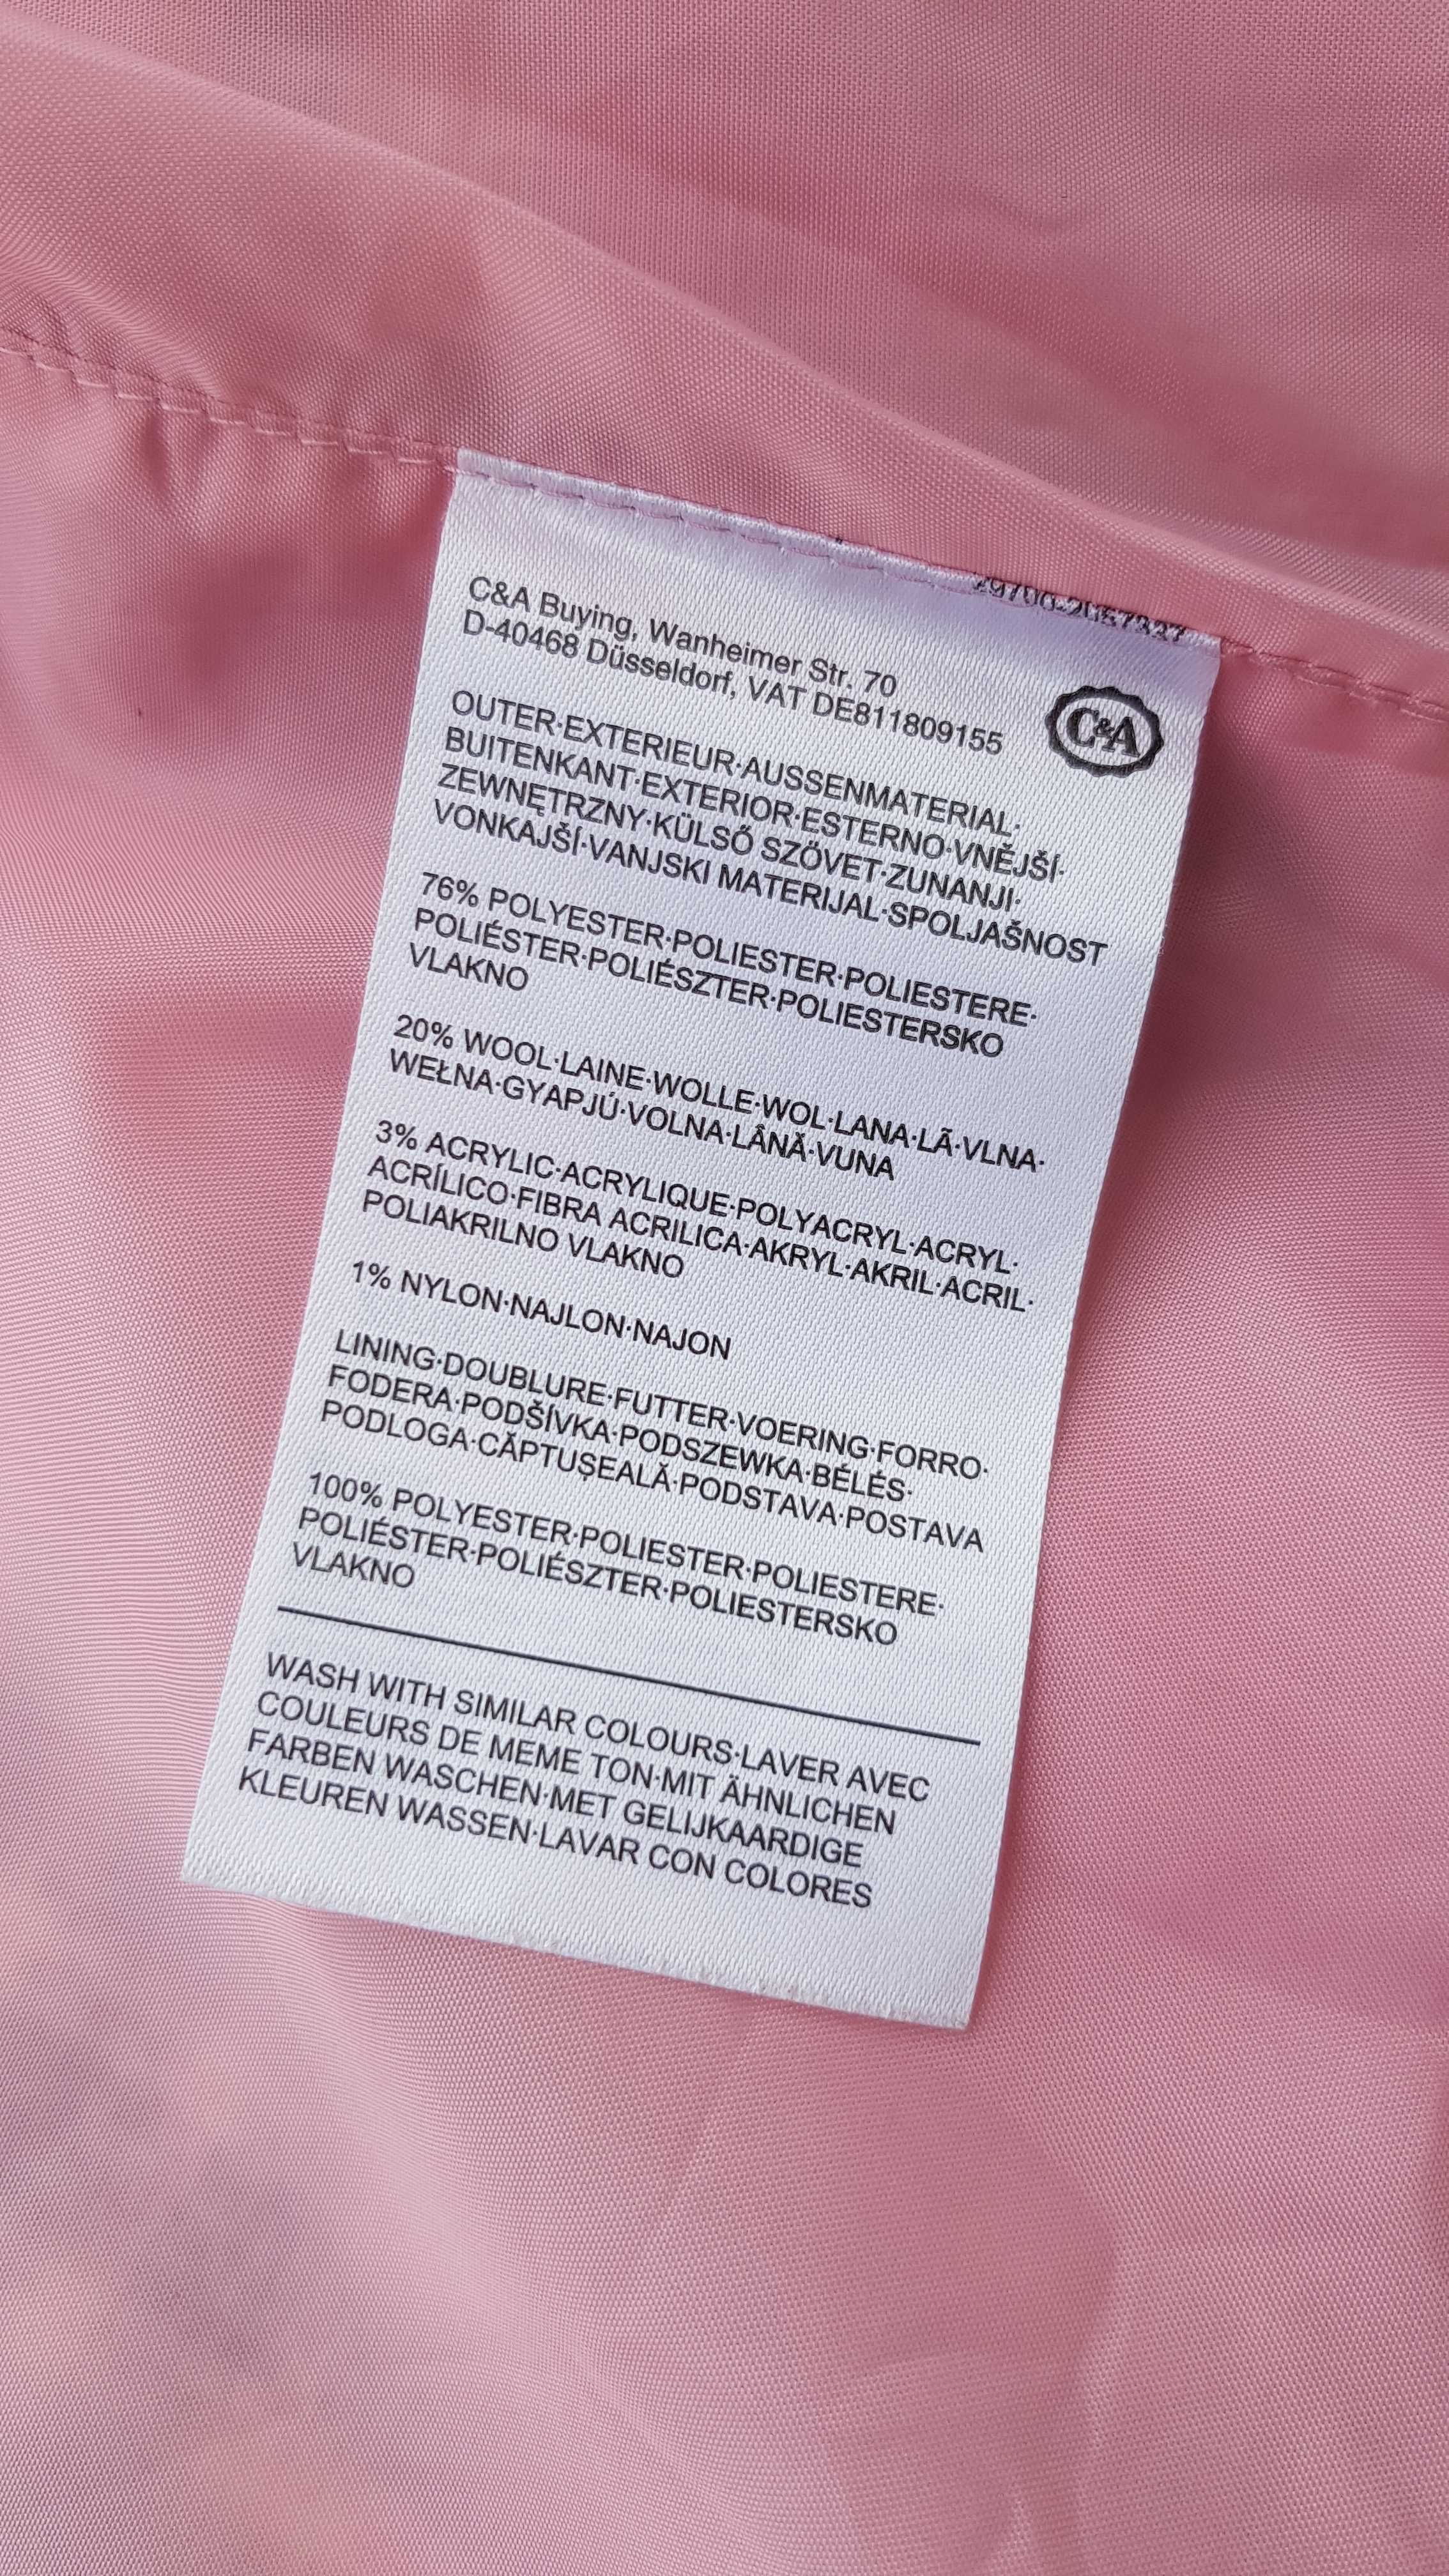 C&A Buying, Wanheimer Str. 70
D-40468 Düsseldorf, VAT DE811809155
C&A
OUTER·EXTERIEUR·AUSSENMATERIAL·
BUITENKANT·EXTERIOR·ESTERNO·VNĚJŠÍ·
ZEWNĘTRZNY·KÜLSŐ SZÖVET·ZUNANJI·
VONKAJŠÍ·VANJSKI MATERIJAL·SPOLJAŠNOST
76% POLYESTER·POLIESTER·POLIESTERE·
POLIÉSTER·POLIÉSZTER·POLIESTERSKO
VLAKNO
20% WOOL·LAINE·WOLLE·WOL·LANA·LÃ·VLNA·
WEŁNA·GYAPJÚ·VOLNA·LÂNĂ·VUNA
3% ACRYLIC·ACRYLIQUE·POLYACRYL·ACRYL·
ACRÍLICO·FIBRA ACRILICA·AKRYL·AKRIL·ACRIL·
POLIAKRILNO VLAKNO
1% NYLON·NAJLON·NAJON
LINING·DOUBLURE·FUTTER·VOERING·FORRO·
FODERA·PODŠÍVKA·PODSZEWKA·BÉLÉS·
PODLOGA·CĂPTUȘEALĂ·PODSTAVA·POSTAVA
100% POLYESTER·POLIESTER·POLIESTERE·
POLIÉSTER·POLIÉSZTER·POLIESTERSKO
VLAKNO
WASH WITH SIMILAR COLOURS·LAVER AVEC
COULEURS DE MEME TON·MIT ÄHNLICHEN
FARBEN WASCHEN·MET GELIJKAARDIGE
KLEUREN WASSEN·LAVAR CON COLORES